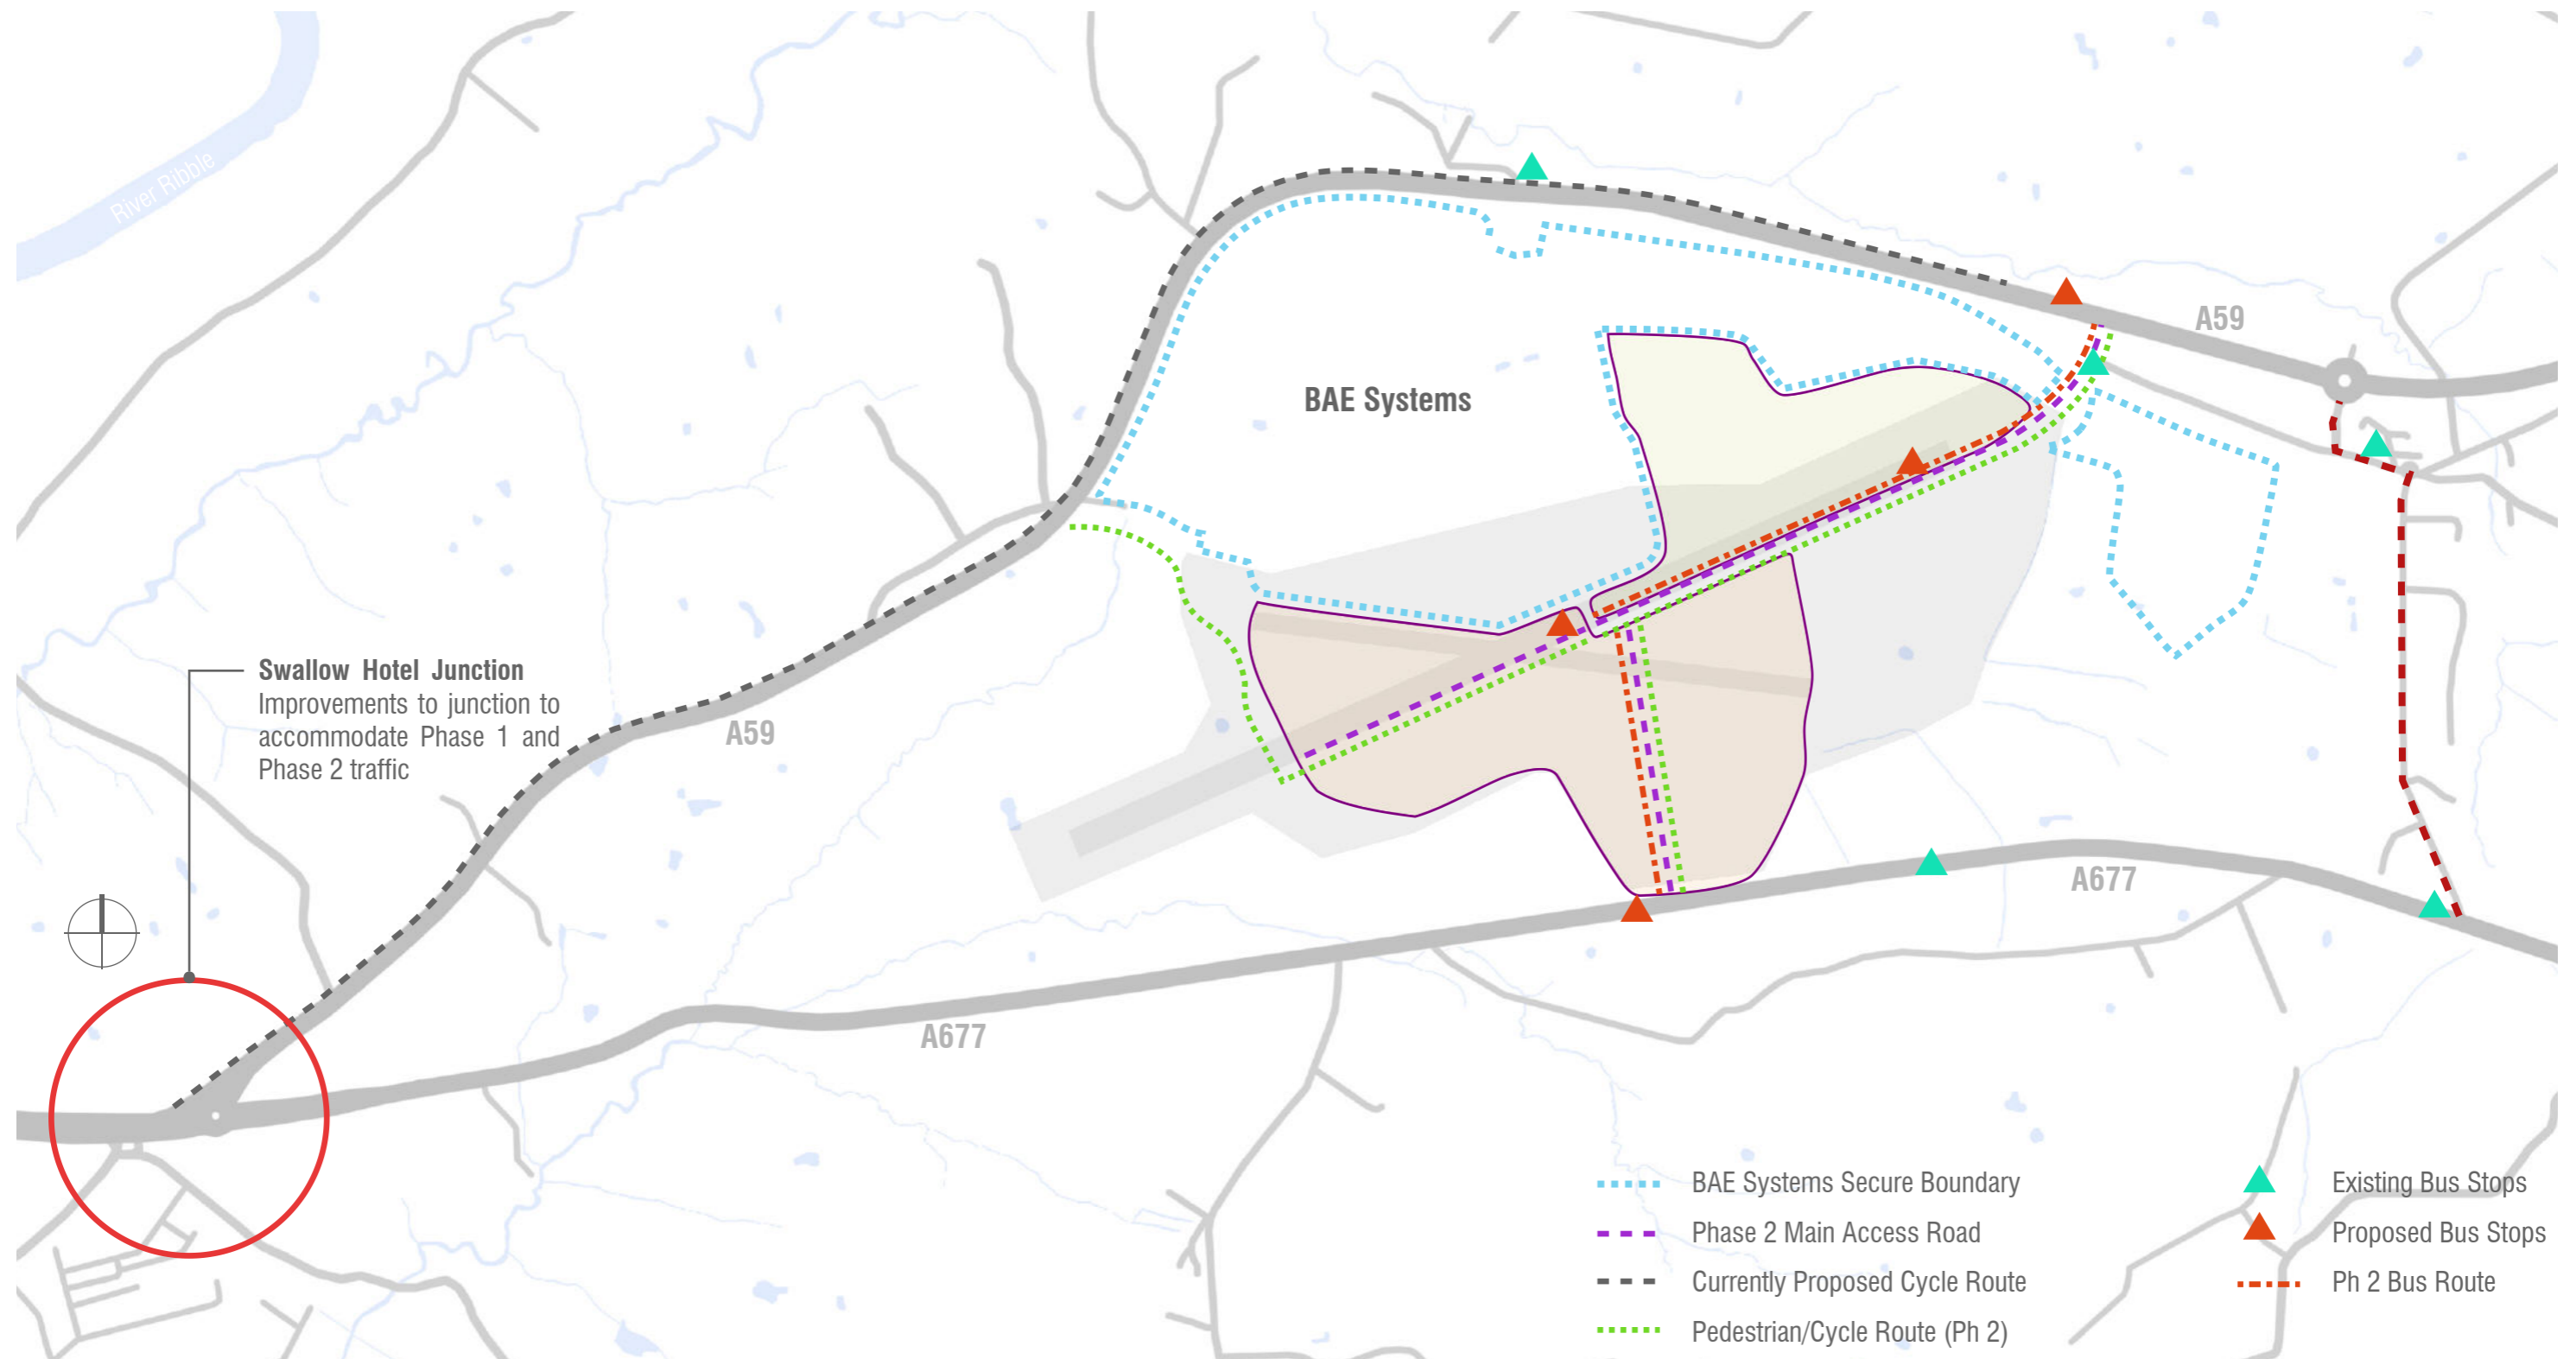 River Ribble
A59
BAE Systems
Swallow Hotel Junction
Improvements to junction to
accommodate Phase 1 and
Phase 2 traffic
A59
A677
A677
BAE Systems Secure Boundary
Phase 2 Main Access Road
Currently Proposed Cycle Route
Pedestrian/Cycle Route (Ph 2)
Existing Bus Stops
Proposed Bus Stops
Ph 2 Bus Route